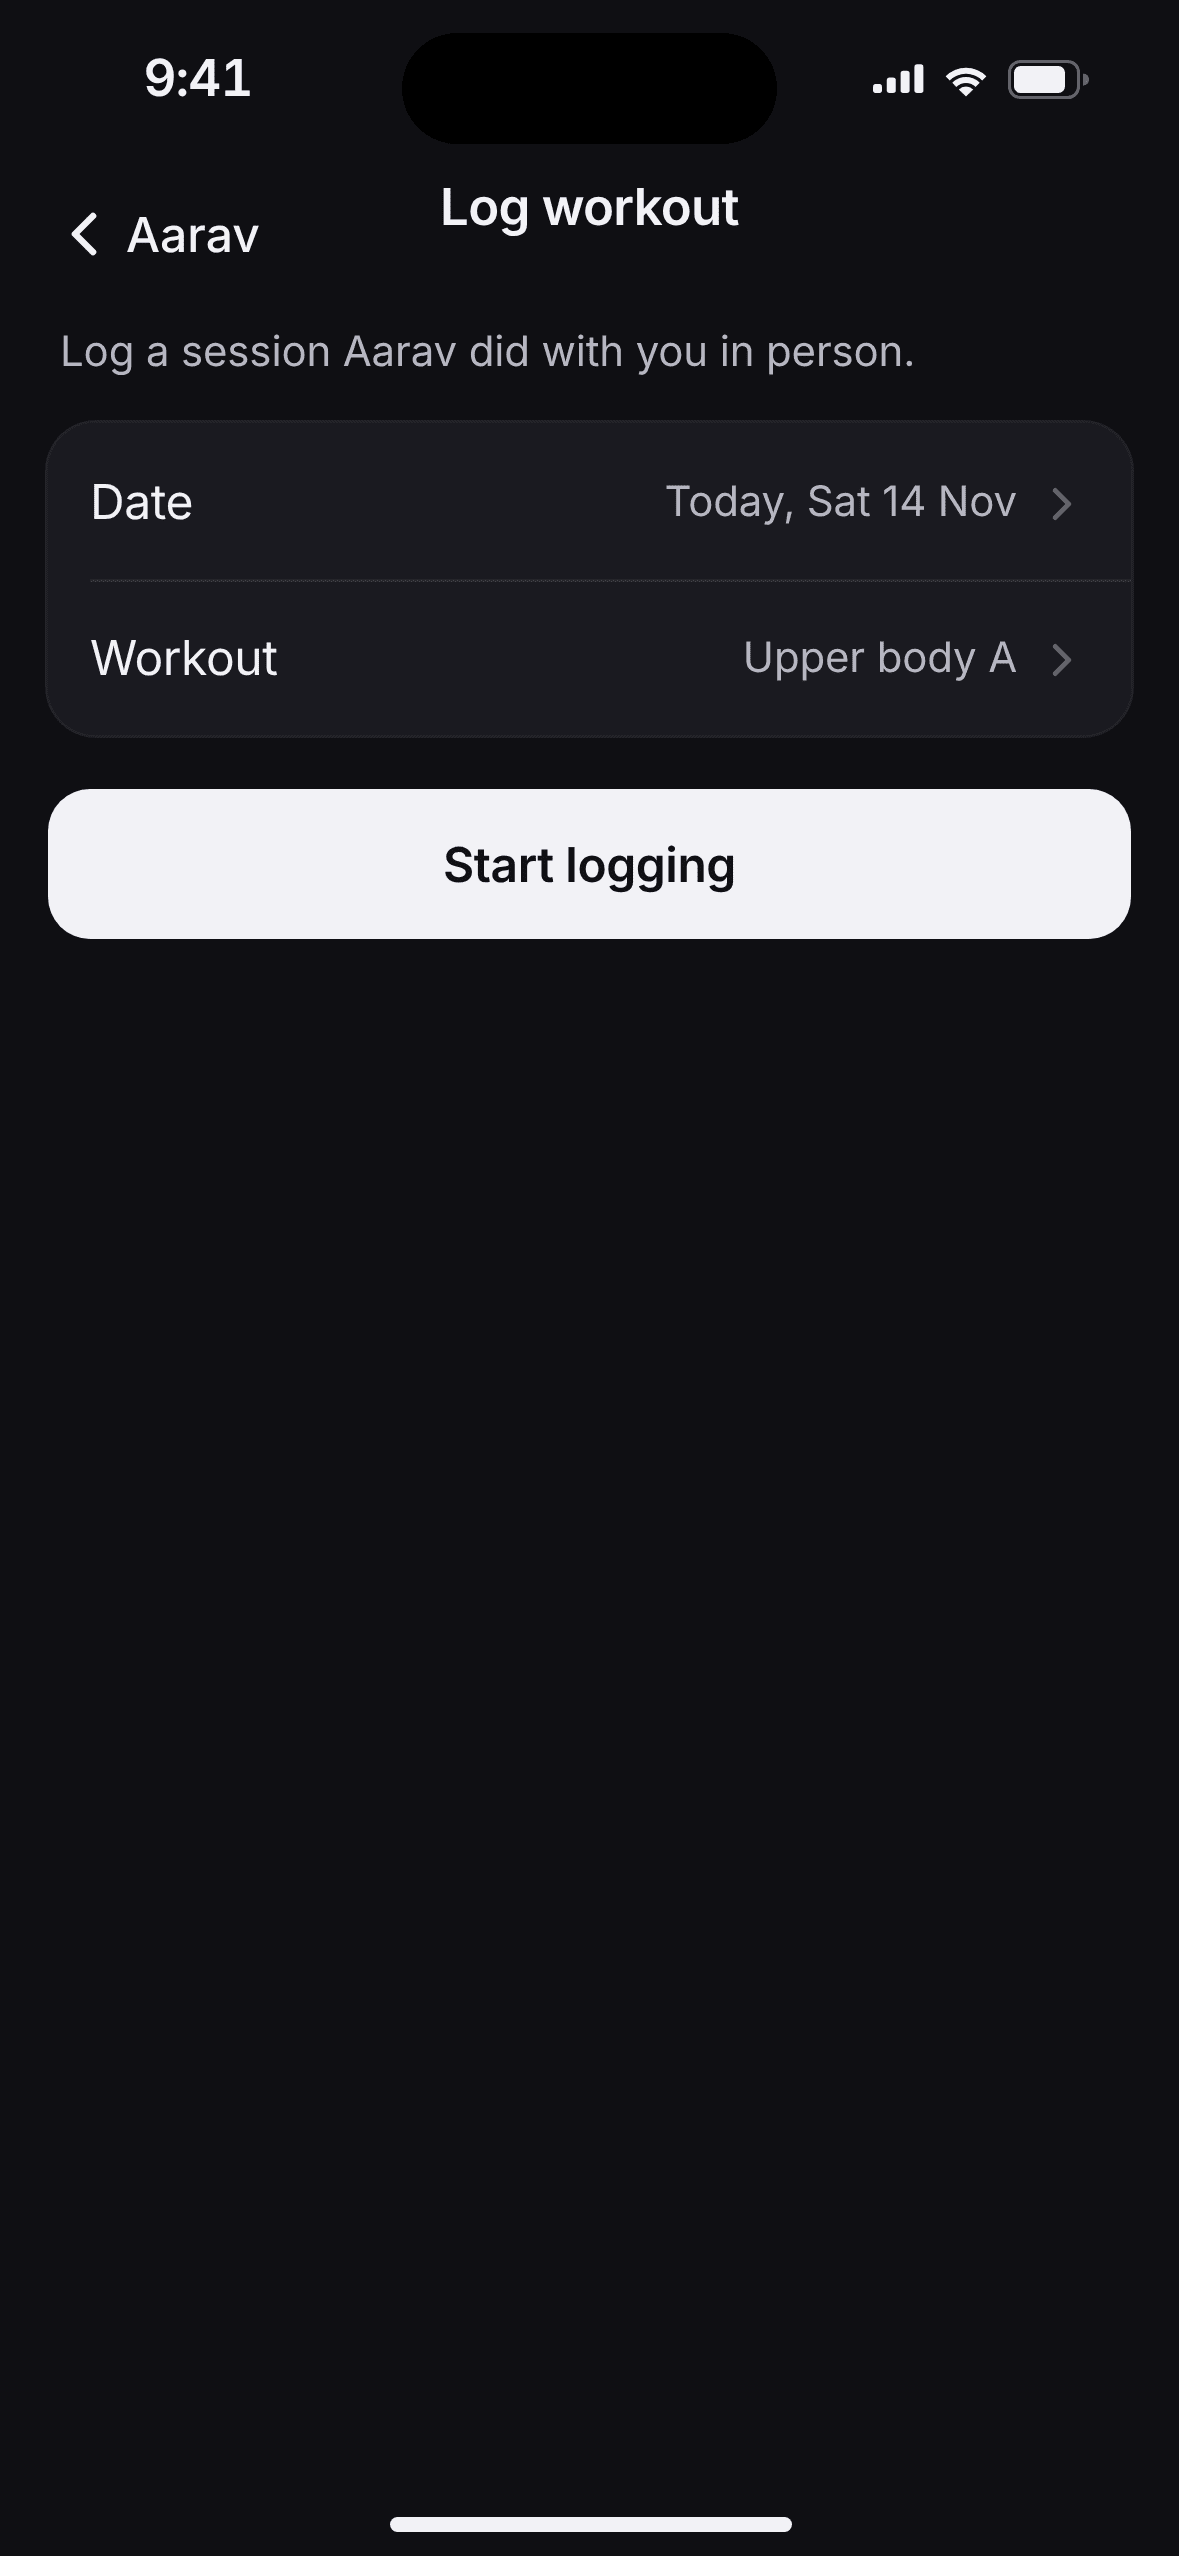 9:41
Log workout
Aarav
Log a session Aarav did with you in person.
Date
Today, Sat 14 Nov
Workout
Upper body A
Start logging